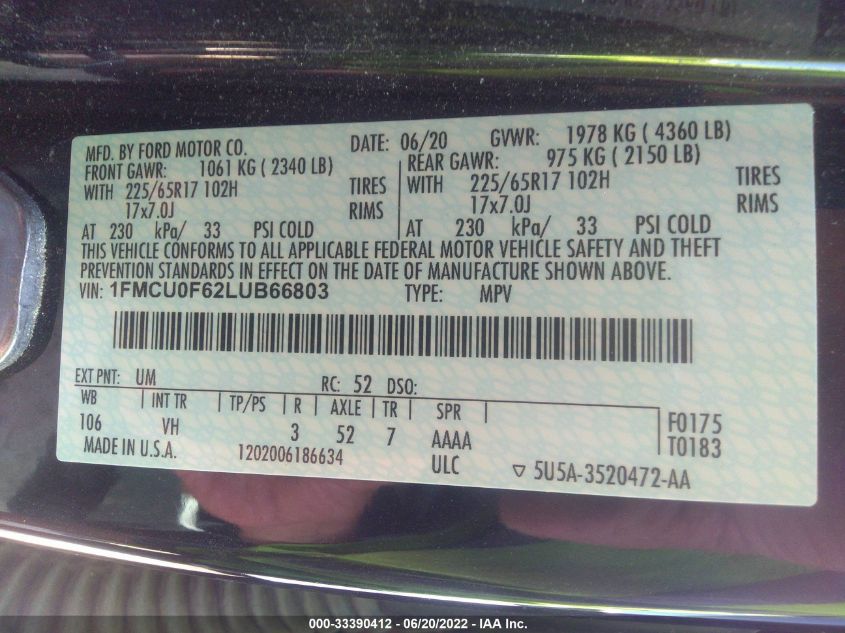 MFD. BY FORD MOTOR CO. DATE: 06/20 GVWR: 1978 KG ( 4360 LB)
FRONT GAWR: 1061 KG ( 2340 LB) REAR GAWR: 975 KG ( 2150 LB)
WITH 225/65R17 102H TIRES WITH 225/65R17 102H TIRES
17x7.0J RIMS 17x7.0J RIMS
AT 230 kPa/ 33 PSI COLD AT 230 kPa/ 33 PSI COLD
THIS VEHICLE CONFORMS TO ALL APPLICABLE FEDERAL MOTOR VEHICLE SAFETY AND THEFT
PREVENTION STANDARDS IN EFFECT ON THE DATE OF MANUFACTURE SHOWN ABOVE.
VIN: 1FMCU0F62LUB66803 TYPE: MPV
EXT PNT: UM RC: 52 DSO:
WB INT TR TP/PS R AXLE TR SPR
106 VH 3 52 7 AAAA F0175
MADE IN U.S.A. 1202006186634 ULC T0183
5U5A-3520472-AA
000-33390412 - 06/20/2022 - IAA Inc.